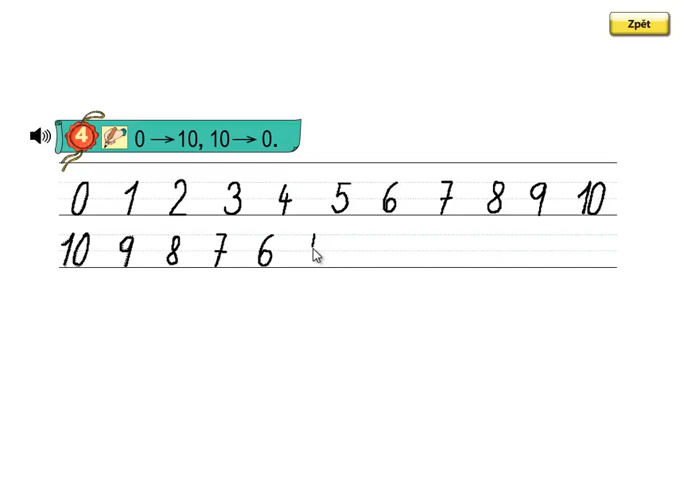 Zpět
4 0 → 10, 10 → 0.
0 1 2 3 4 5 6 7 8 9 10
10 9 8 7 6